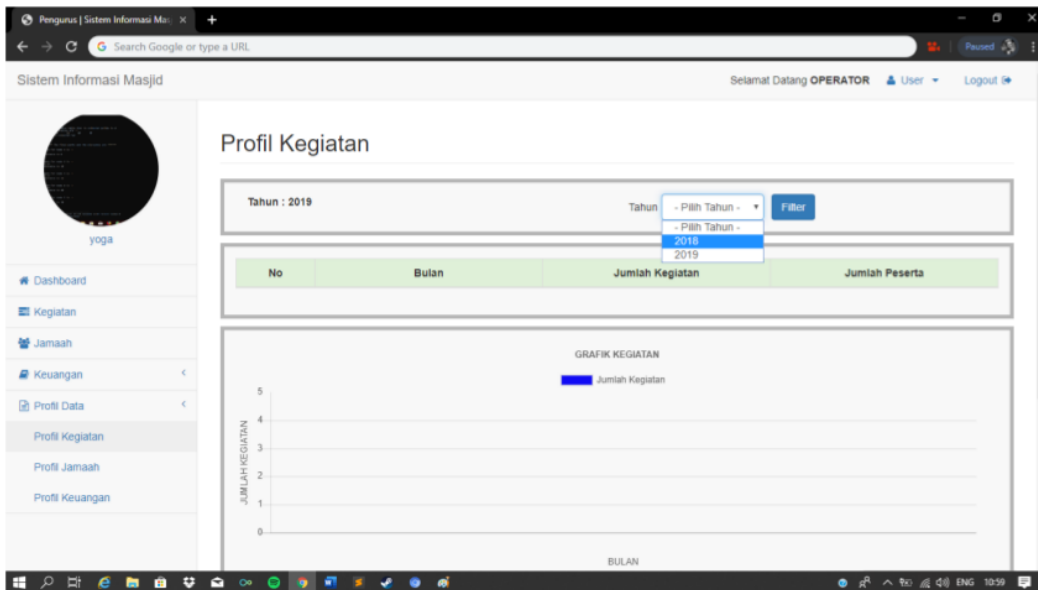 Pengurus | Sistem Informasi Mas
Search Google or type a URL
Paused
Sistem Informasi Masjid
Selamat Datang OPERATOR
User
Logout
yoga
Dashboard
Kegiatan
Jamaah
Keuangan
Profil Data
Profil Kegiatan
Profil Jamaah
Profil Keuangan
Profil Kegiatan
Tahun : 2019
Tahun
- Pilih Tahun -
Filter
- Pilih Tahun -
2018
2019
No Bulan Jumlah Kegiatan Jumlah Peserta
GRAFIK KEGIATAN
Jumlah Kegiatan
JUMLAH KEGIATAN
5
4
3
2
1
0
BULAN
ENG 10:59